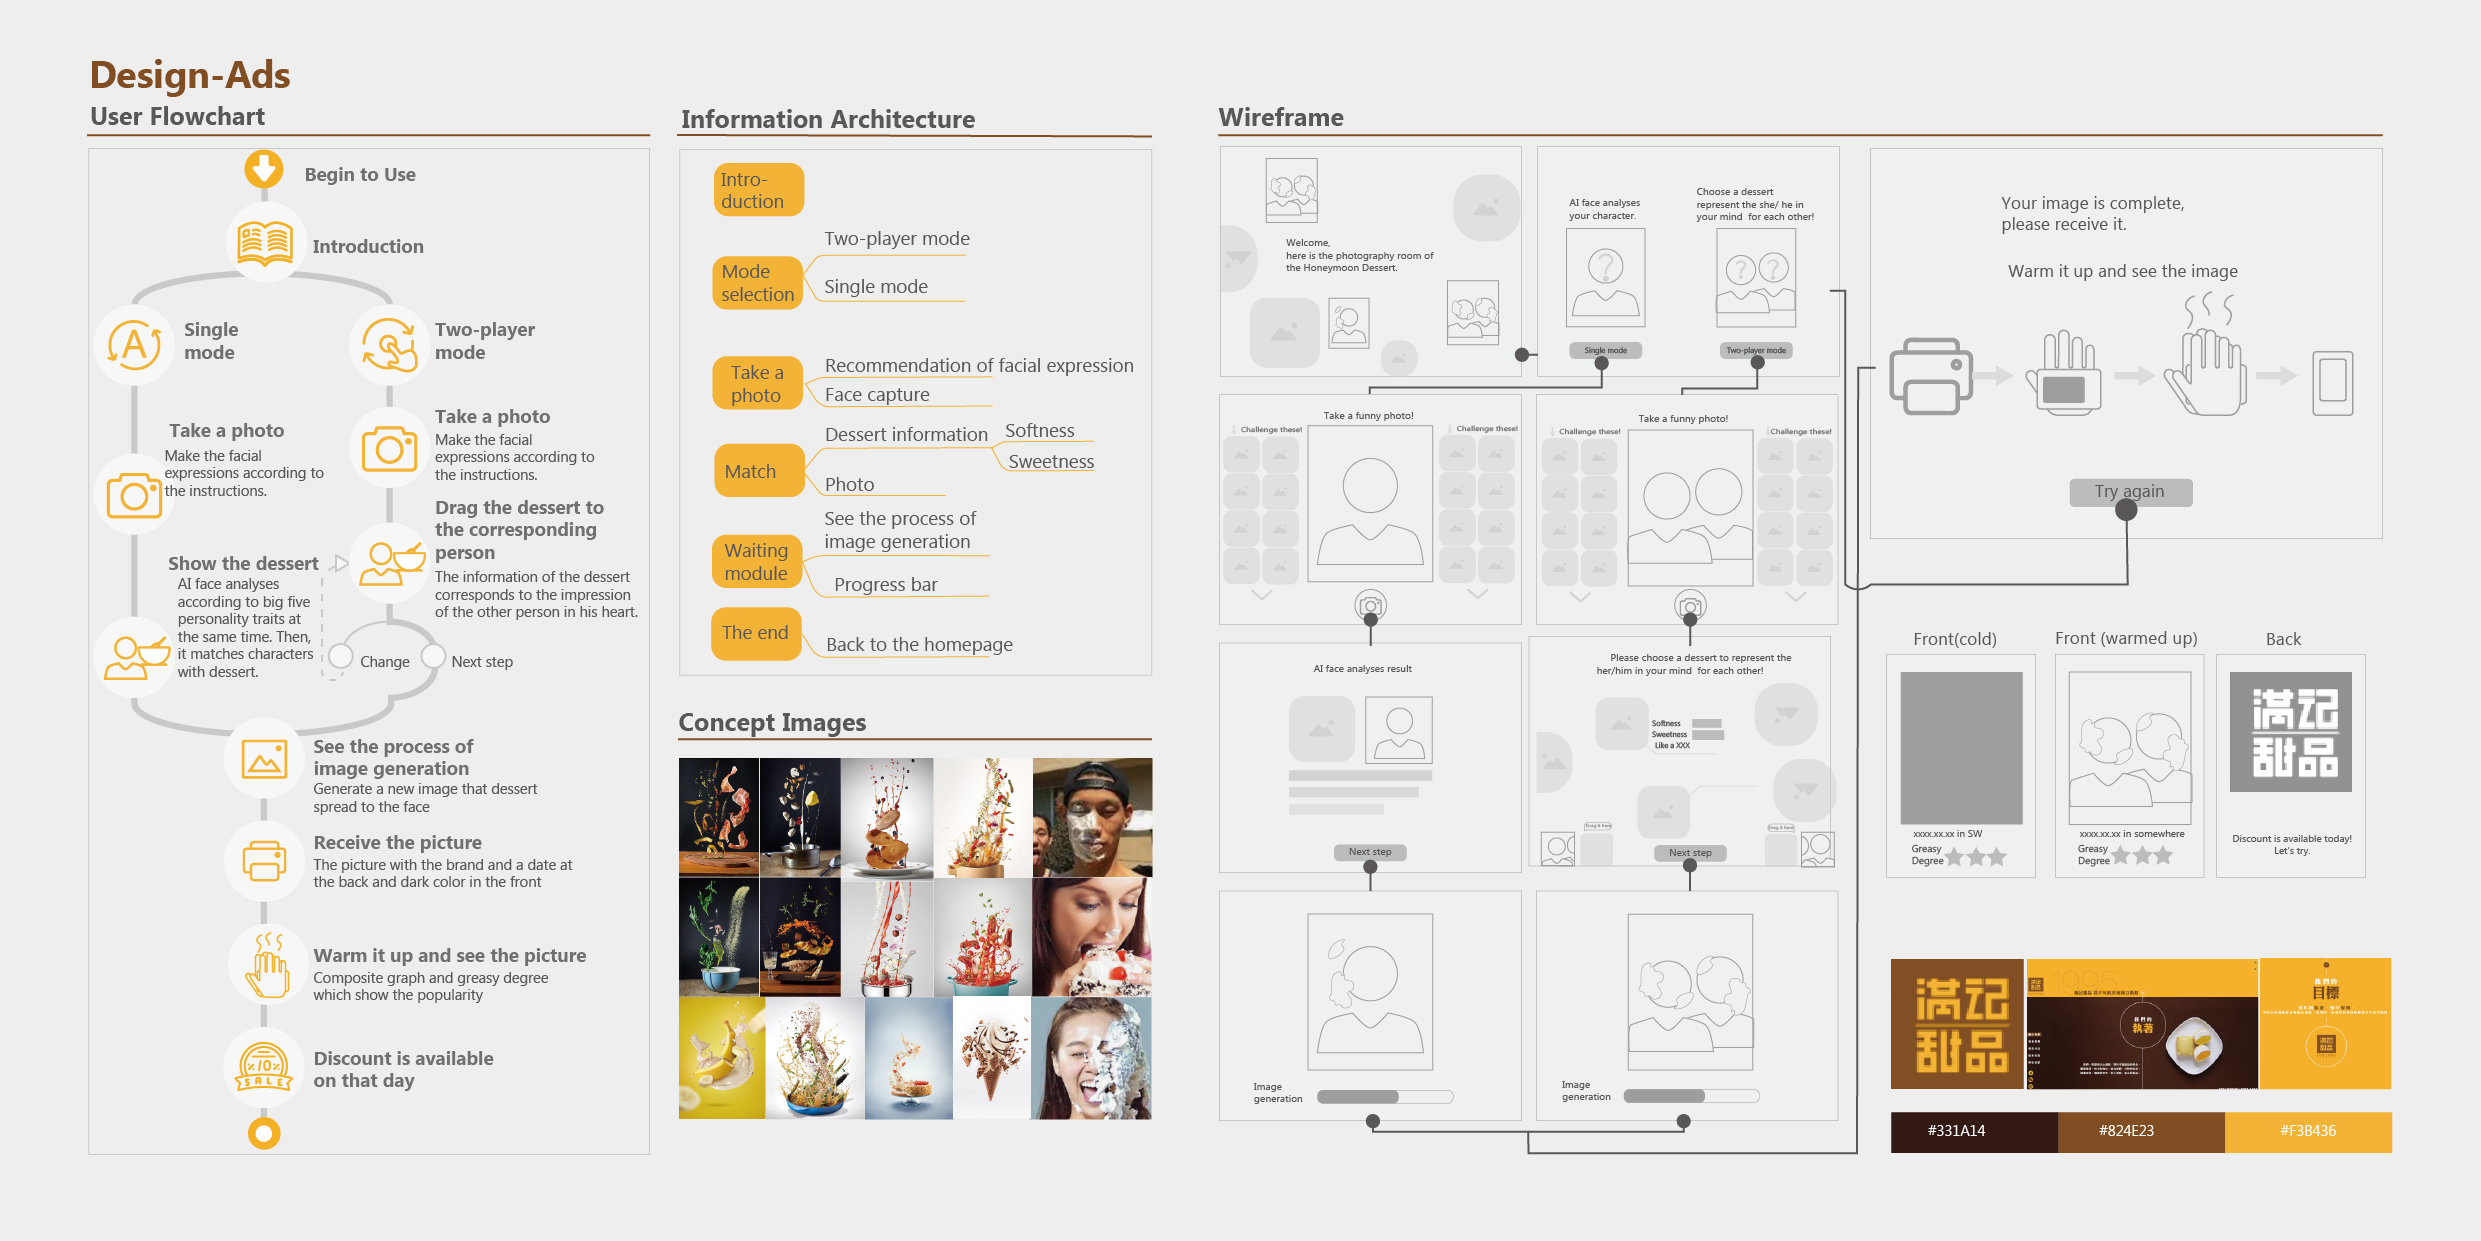 Design-Ads
User Flowchart
Begin to Use
Introduction
Single
mode
Two-player
mode
Take a photo
Make the facial
expressions according to
the instructions.
Take a photo
Make the facial
expressions according to
the instructions.
Drag the dessert to
the corresponding
person
The information of the dessert
corresponds to the impression
of the other person in his heart.
Show the dessert
AI face analyses
according to big five
personality traits at
the same time. Then,
it matches characters
with dessert.
Change
Next step
See the process of
image generation
Generate a new image that dessert
spread to the face
Receive the picture
The picture with the brand and a date at
the back and dark color in the front
Warm it up and see the picture
Composite graph and greasy degree
which show the popularity
Discount is available
on that day
A
%10%
SALE
Information Architecture
Intro-
duction
Mode
selection
Two-player mode
Single mode
Take a
photo
Recommendation of facial expression
Face capture
Match
Dessert information
Softness
Sweetness
Photo
Waiting
module
See the process of
image generation
Progress bar
The end
Back to the homepage
Concept Images
Wireframe
Welcome,
here is the photography room of
the Honeymoon Dessert.
AI face analyses
your character.
?
Single mode
Choose a dessert
represent the she/ he in
your mind for each other!
? ?
Two-player mode
Take a funny photo!
Challenge these!
Challenge these!
Take a funny photo!
Challenge these!
Challenge these!
AI face analyses result
Next step
Please choose a dessert to represent the
her/him in your mind for each other!
Softness
Sweetness
Like a XXX
Drag it here
Drag it here
Next step
Image
generation
Image
generation
Your image is complete,
please receive it.
Warm it up and see the image
Try again
Front(cold)
xxxx.xx.xx in SW
Greasy
Degree
Front (warmed up)
xxxx.xx.xx in somewhere
Greasy
Degree
Back
满记
甜品
Discount is available today!
Let's try.
满记
甜品
1995
我們的
執著
我們的
目標
#331A14
#824E23
#F3B436